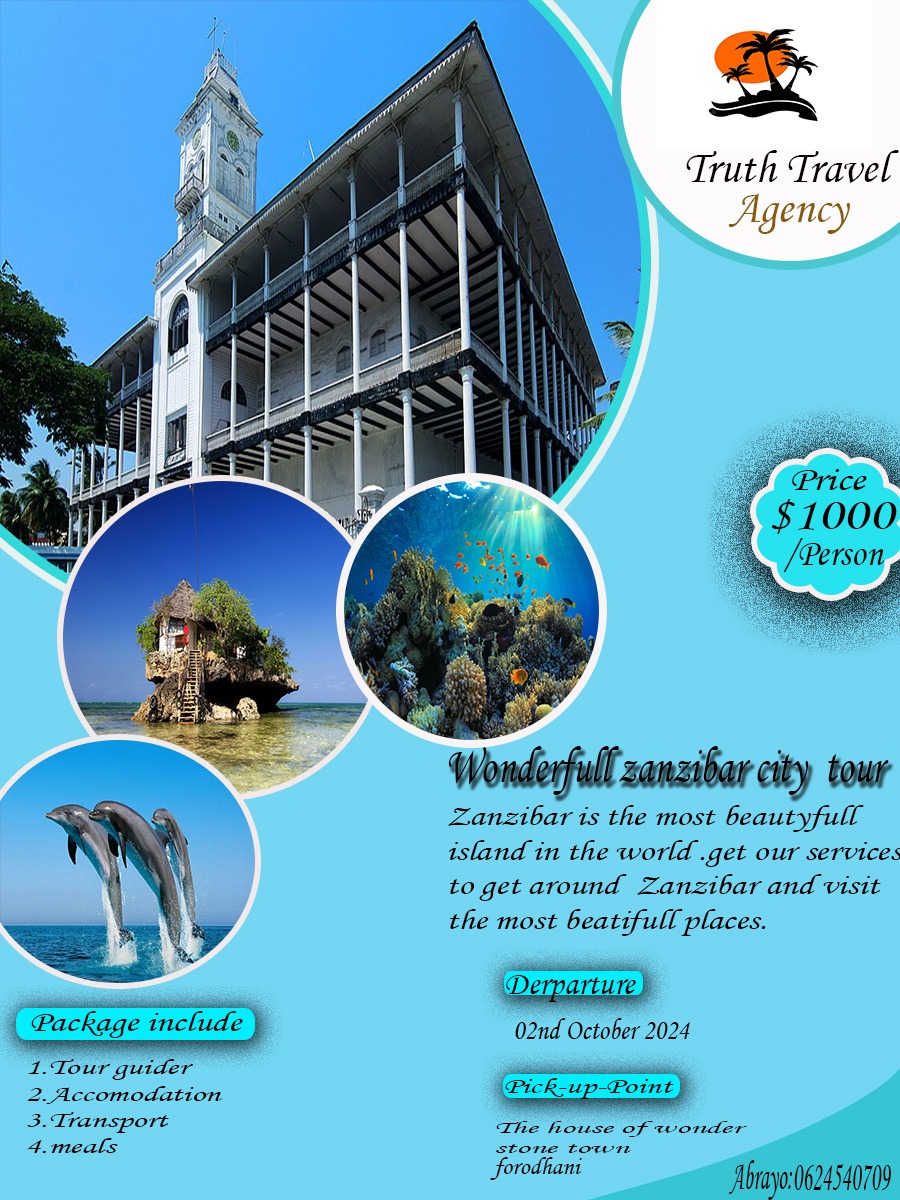 Truth Travel
Agency
Price
$1000
/Person
Wonderfull zanzibar city tour
Zanzibar is the most beautyfull
island in the world .get our services
to get around Zanzibar and visit
the most beatifull places.
Package include
1.Tour guider
2.Accomodation
3.Transport
4.meals
Derparture
02nd October 2024
Pick-up-Point
The house of wonder
stone town
forodhani
Abrayo:0624540709